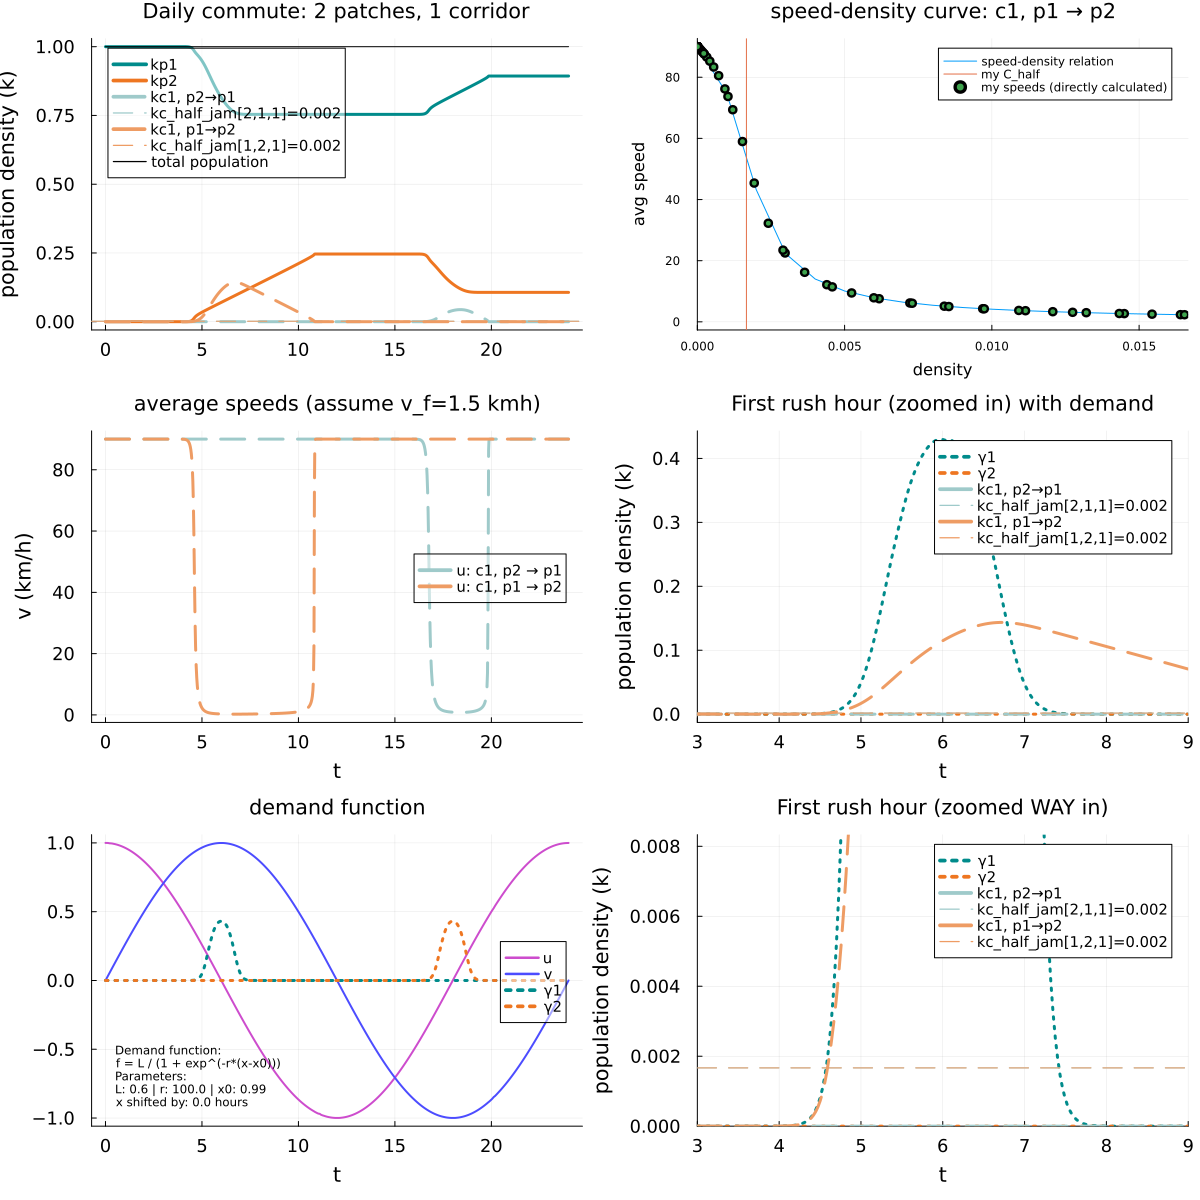 Daily commute: 2 patches, 1 corridor
population density (k)
1.00
0.75
0.50
0.25
0.00
kp1
kp2
kc1, p2→p1
kc_half_jam[2,1,1]=0.002
kc1, p1→p2
kc_half_jam[1,2,1]=0.002
total population
0 5 10 15 20
speed-density curve: c1, p1 → p2
avg speed
80
60
40
20
0
speed-density relation
my C_half
my speeds (directly calculated)
0.000 0.005 0.010 0.015
density
average speeds (assume v_f=1.5 kmh)
v (km/h)
80
60
40
20
0
u: c1, p2 → p1
u: c1, p1 → p2
0 5 10 15 20
t
First rush hour (zoomed in) with demand
population density (k)
0.4
0.3
0.2
0.1
0.0
γ1
γ2
kc1, p2→p1
kc_half_jam[2,1,1]=0.002
kc1, p1→p2
kc_half_jam[1,2,1]=0.002
3 4 5 6 7 8 9
t
demand function
1.0
0.5
0.0
−0.5
−1.0
u
v
γ1
γ2
Demand function:
f = L / (1 + exp^(-r*(x-x0)))
Parameters:
L: 0.6 | r: 100.0 | x0: 0.99
x shifted by: 0.0 hours
0 5 10 15 20
t
First rush hour (zoomed WAY in)
population density (k)
0.008
0.006
0.004
0.002
0.000
γ1
γ2
kc1, p2→p1
kc_half_jam[2,1,1]=0.002
kc1, p1→p2
kc_half_jam[1,2,1]=0.002
3 4 5 6 7 8 9
t